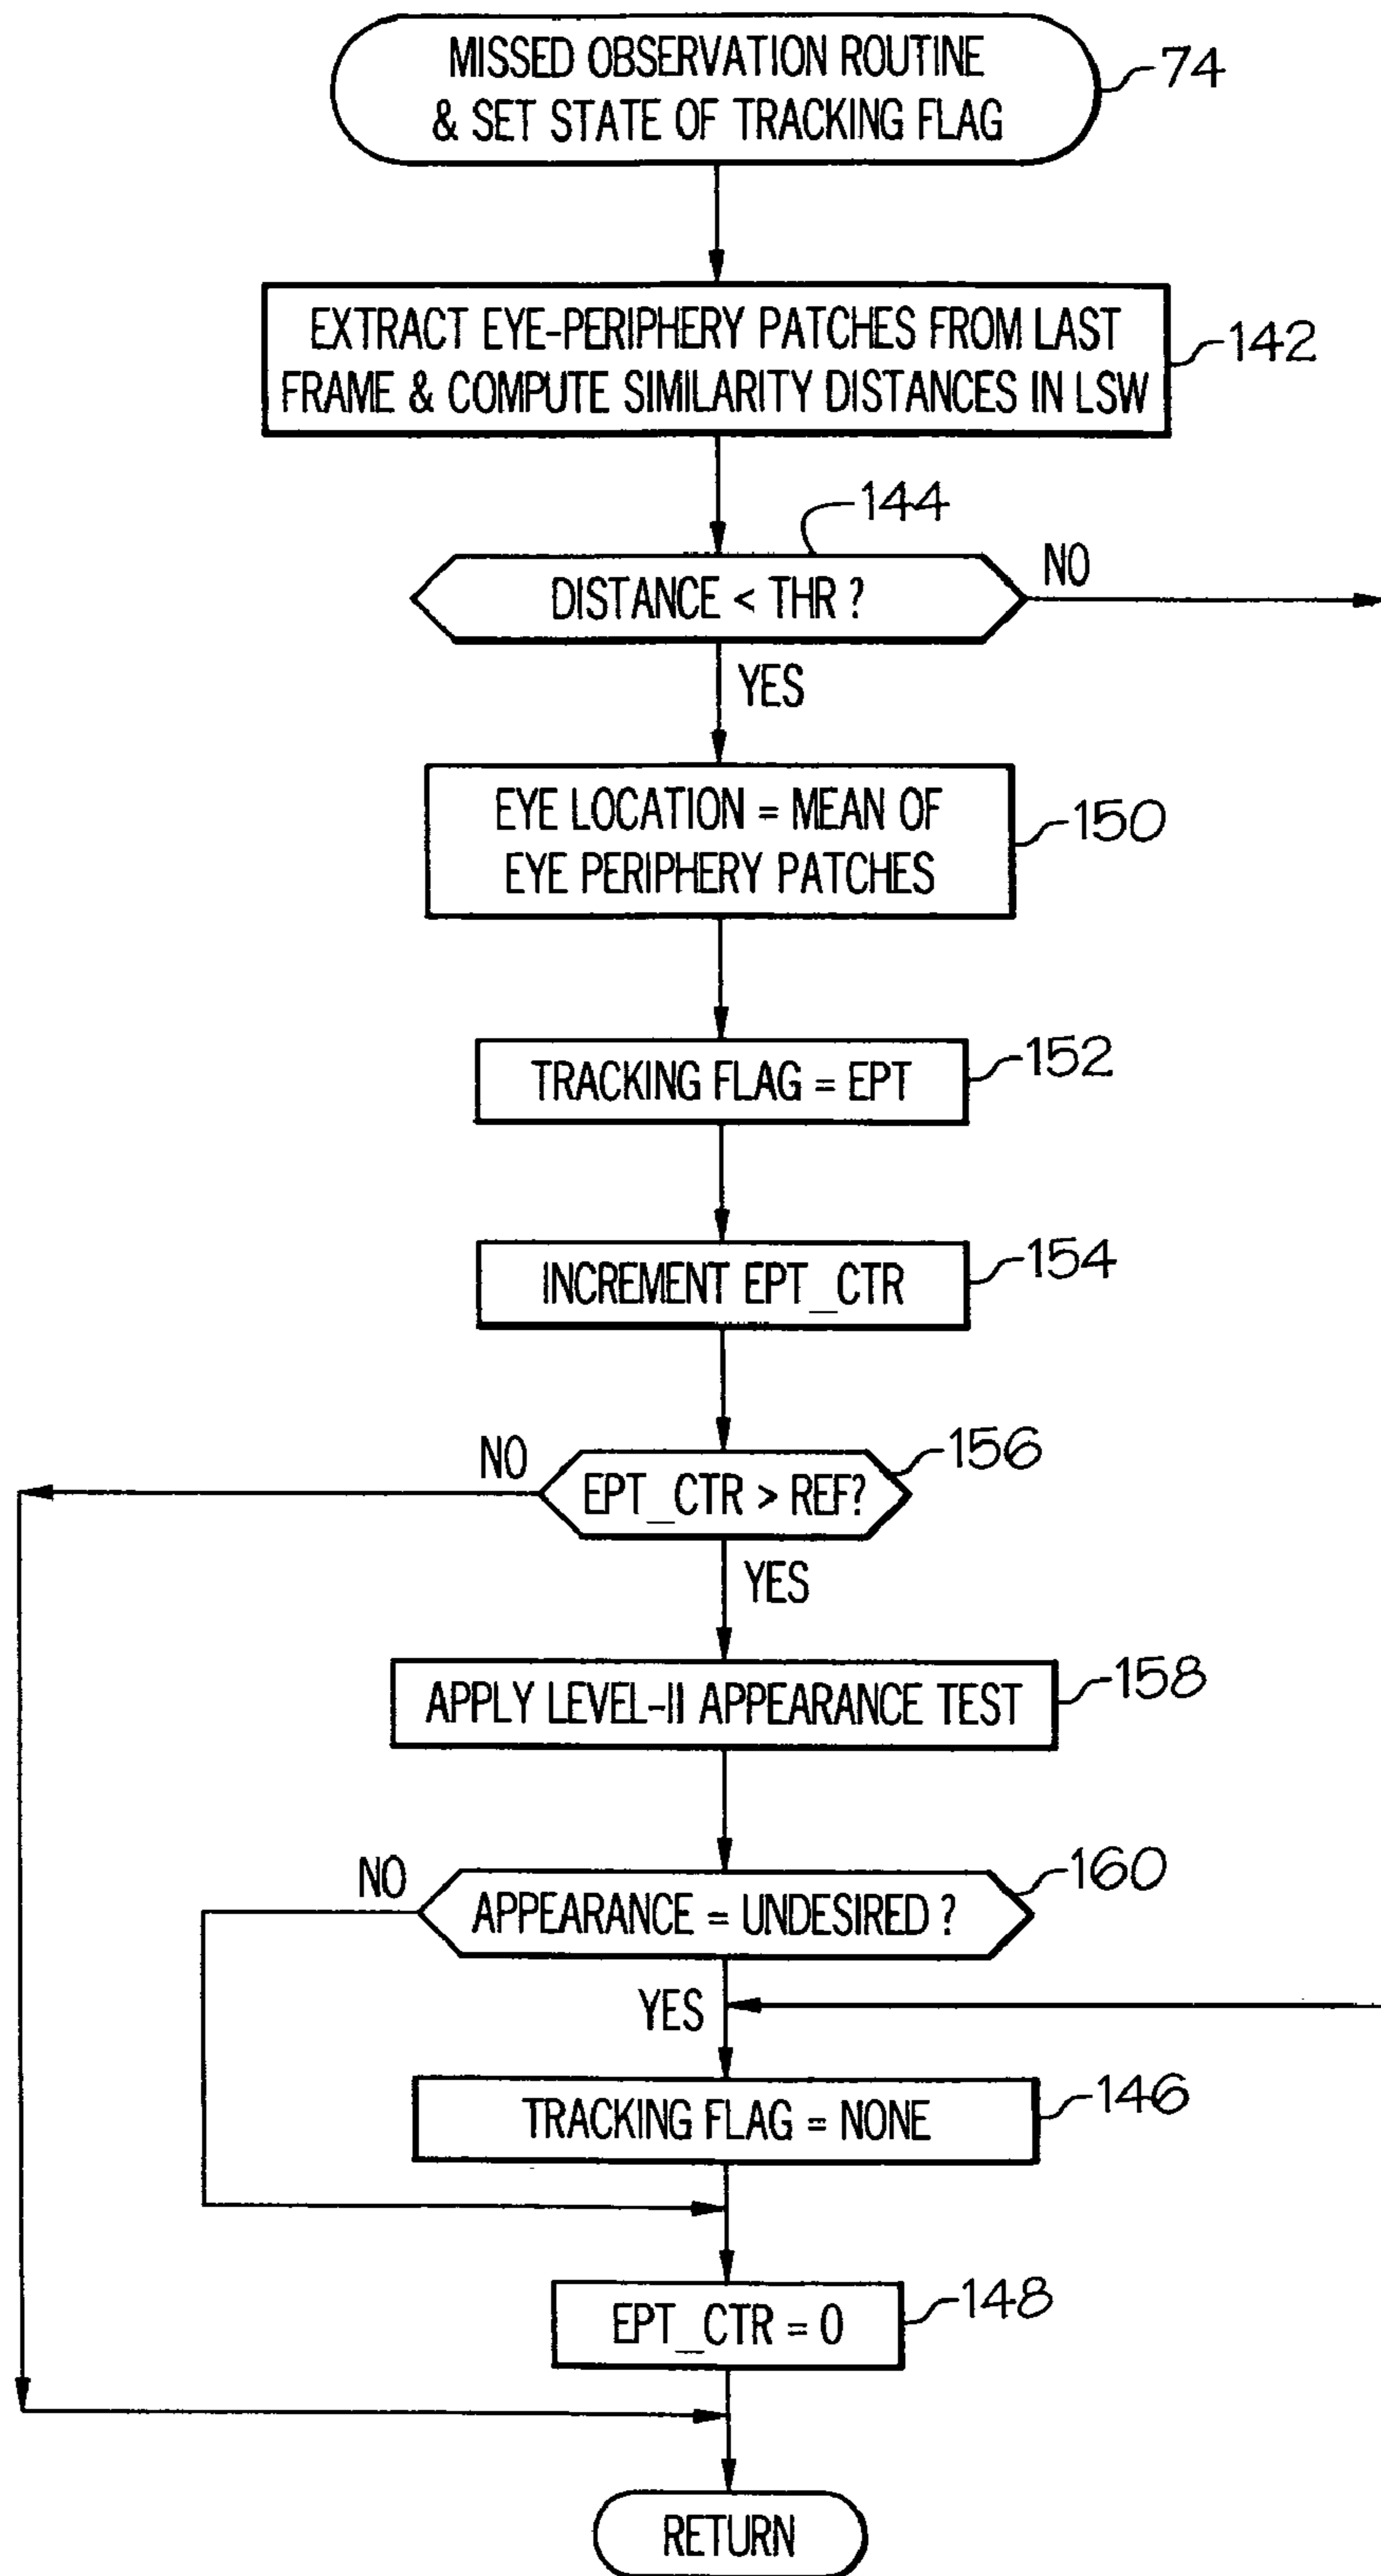 MISSED OBSERVATION ROUTINE
& SET STATE OF TRACKING FLAG
74
EXTRACT EYE-PERIPHERY PATCHES FROM LAST
FRAME & COMPUTE SIMILARITY DISTANCES IN LSW
142
144
DISTANCE < THR ?
NO
YES
EYE LOCATION = MEAN OF
EYE PERIPHERY PATCHES
150
TRACKING FLAG = EPT
152
INCREMENT EPT_CTR
154
NO
EPT_CTR > REF?
156
YES
APPLY LEVEL-II APPEARANCE TEST
158
NO
APPEARANCE = UNDESIRED ?
160
YES
TRACKING FLAG = NONE
146
EPT_CTR = 0
148
RETURN